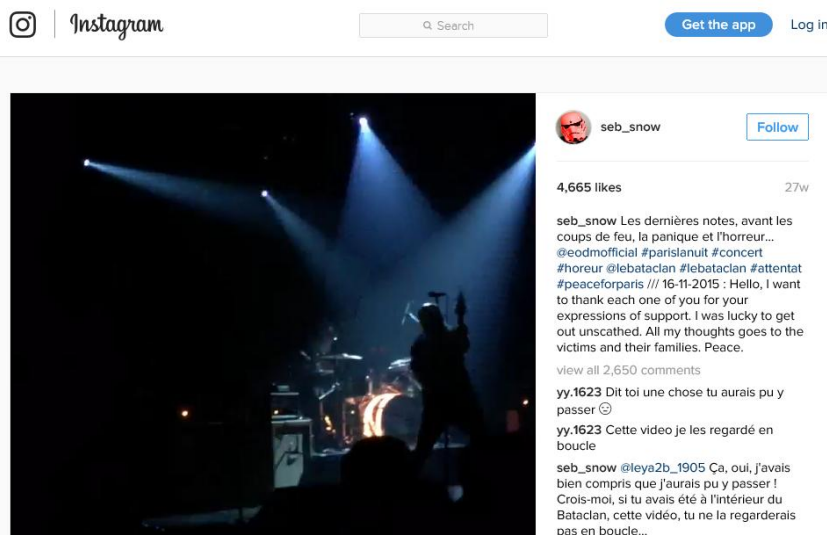 Instagram
Search
Get the app
Log in
seb_snow
Follow
4,665 likes
27w
seb_snow Les dernières notes, avant les
coups de feu, la panique et l'horreur...
@eodmofficial #parislanuit #concert
#horeur @lebataclan #lebataclan #attentat
#peaceforparis /// 16-11-2015 : Hello, I want
to thank each one of you for your
expressions of support. I was lucky to get
out unscathed. All my thoughts goes to the
victims and their families. Peace.
view all 2,650 comments
yy.1623 Dit toi une chose tu aurais pu y
passer ☹
yy.1623 Cette video je les regardé en
boucle
seb_snow @leya2b_1905 Ça, oui, j'avais
bien compris que j'aurais pu y passer !
Crois-moi, si tu avais été à l'intérieur du
Bataclan, cette vidéo, tu ne la regarderais
pas en boucle...